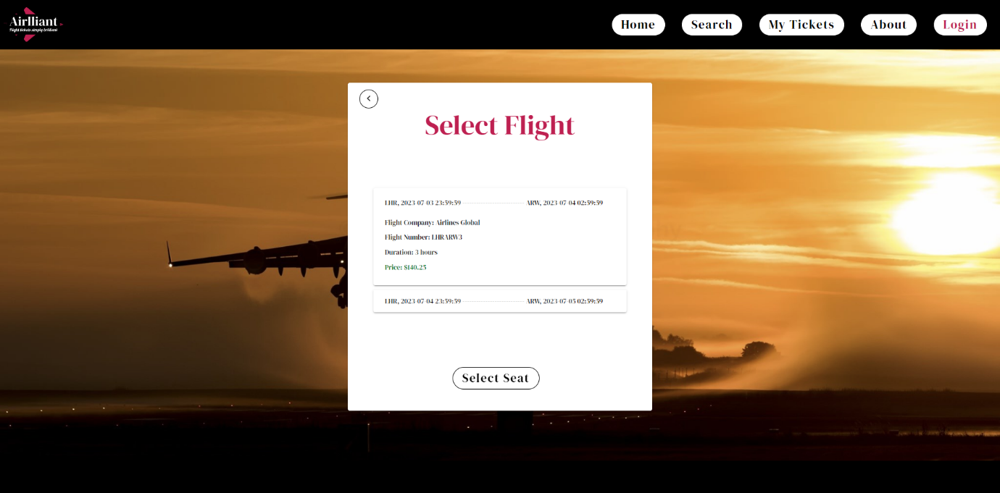 Airlliant
Flight tickets simply brilliant
Home
Search
My Tickets
About
Login
Select Flight
LHR, 2023-07-03 23:59:59
ARW, 2023-07-04 02:59:59
Flight Company: Airlines Global
Flight Number: LHRARW3
Duration: 3 hours
Price: $140.25
LHR, 2023-07-04 23:59:59
ARW, 2023-07-05 02:59:59
Select Seat